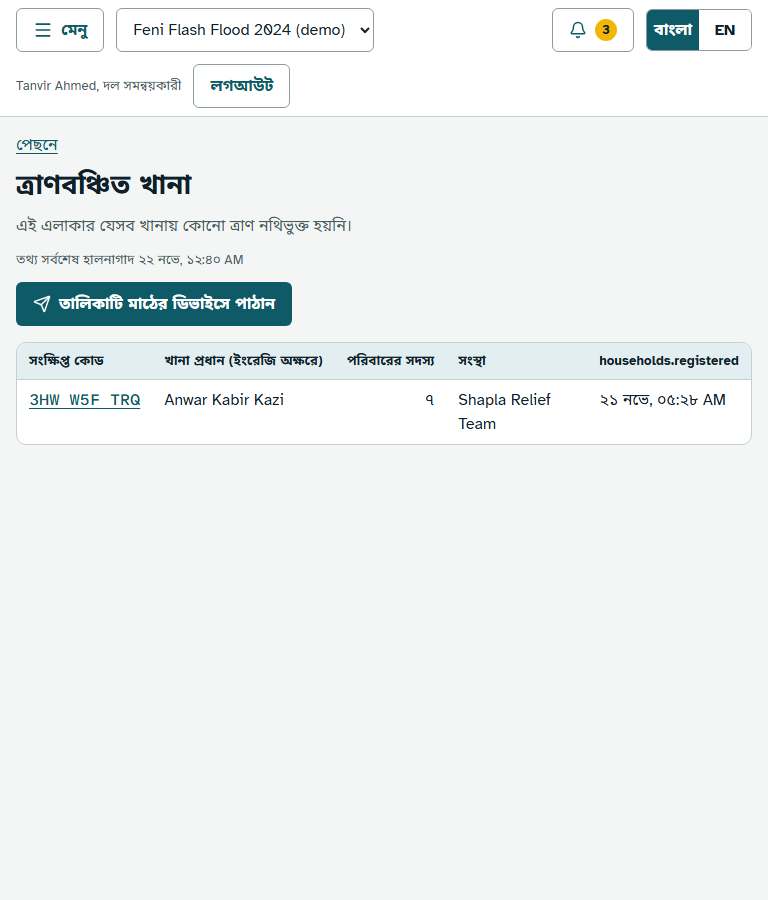 মেনু
Feni Flash Flood 2024 (demo)
3
বাংলা
EN
Tanvir Ahmed, দল সমন্বয়কারী
লগআউট
পেছনে
ত্রাণবঞ্চিত খানা
এই এলাকার যেসব খানায় কোনো ত্রাণ নথিভুক্ত হয়নি।
তথ্য সর্বশেষ হালনাগাদ ২২ নভে, ১২:৪০ AM
তালিকাটি মাঠের ডিভাইসে পাঠান
সংক্ষিপ্ত কোড খানা প্রধান (ইংরেজি অক্ষরে) পরিবারের সদস্য সংস্থা households.registered
3HW W5F TRQ Anwar Kabir Kazi ৭ Shapla Relief ২১ নভে, ০৫:২৮ AM
Team